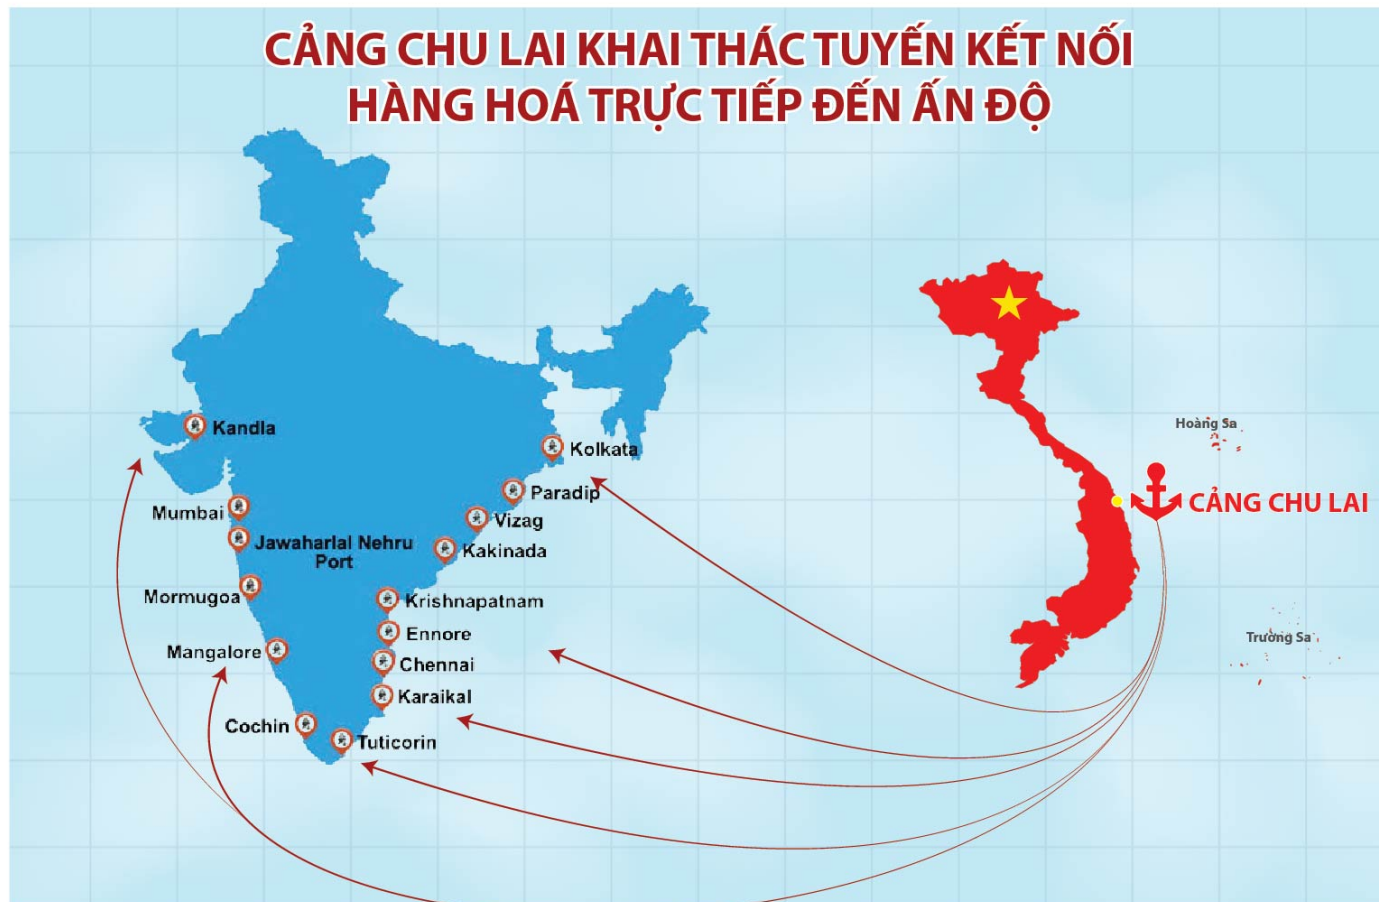 CẢNG CHU LAI KHAI THÁC TUYẾN KẾT NỐI
HÀNG HOÁ TRỰC TIẾP ĐẾN ẤN ĐỘ
Kandla
Kolkata
Paradip
Mumbai
Vizag
Jawaharlal Nehru
Port
Kakinada
Mormugoa
Krishnapatnam
Ennore
Mangalore
Chennai
Karaikal
Cochin
Tuticorin
Hoàng Sa
CẢNG CHU LAI
Trường Sa